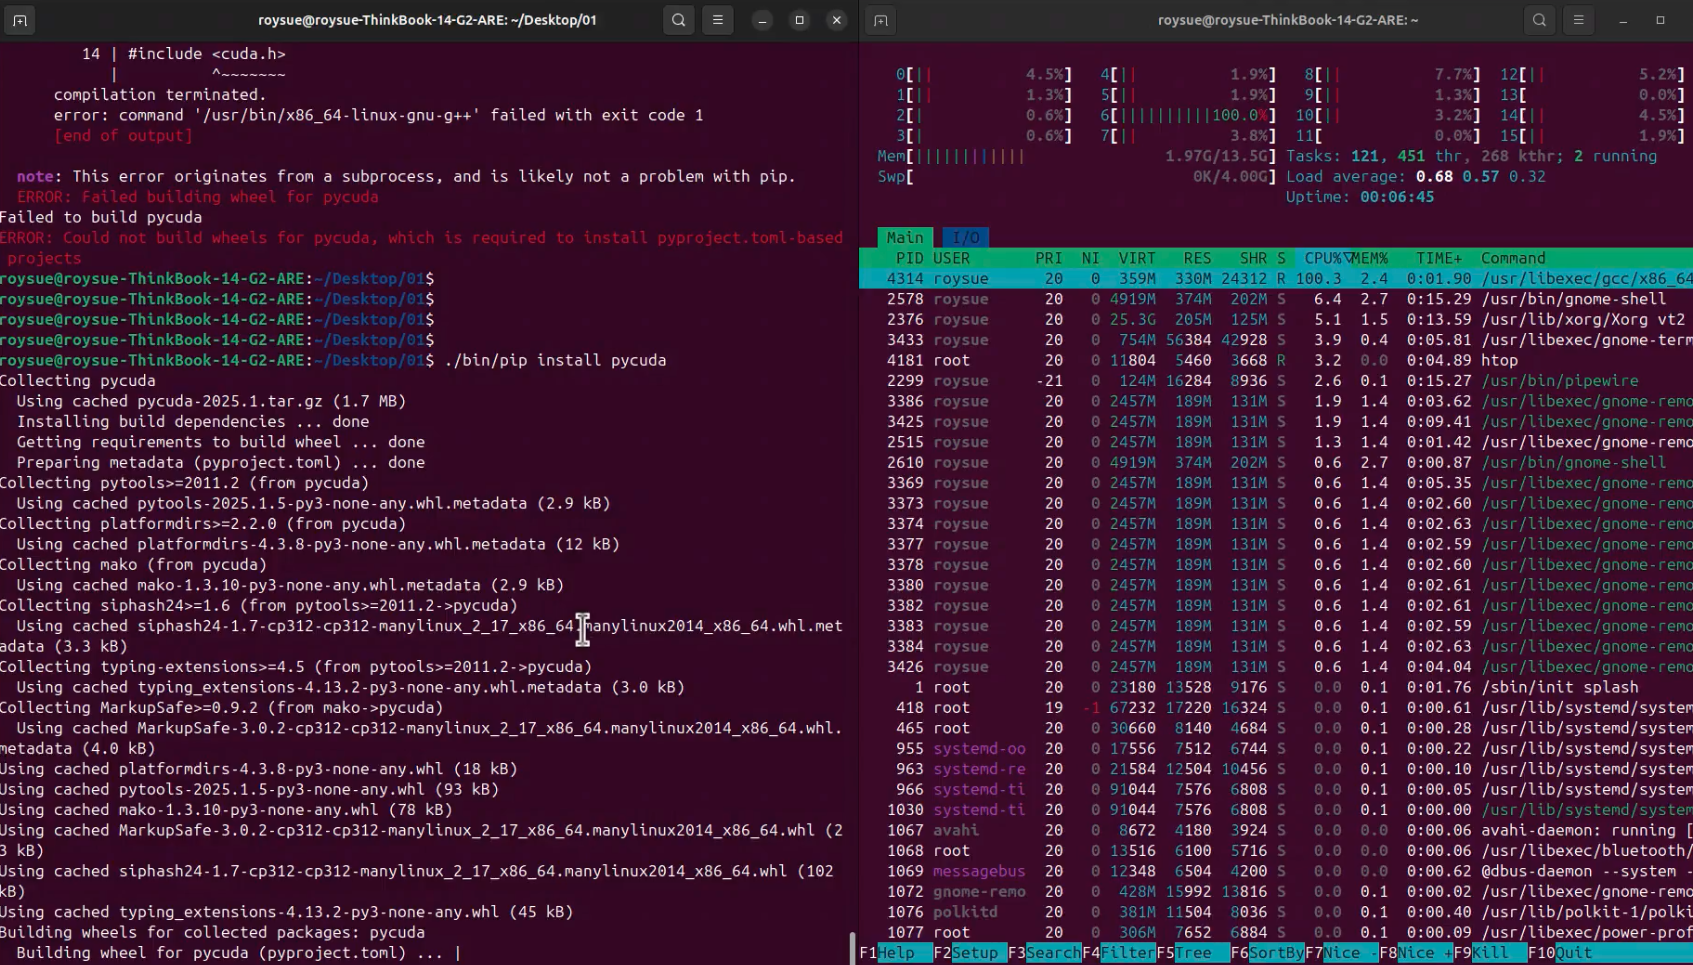 roysue@roysue-ThinkBook-14-G2-ARE: ~/Desktop/01
14 | #include <cuda.h>
| ^~~~~~~~
compilation terminated.
error: command '/usr/bin/x86_64-linux-gnu-g++' failed with exit code 1
[end of output]
note: This error originates from a subprocess, and is likely not a problem with pip.
ERROR: Failed building wheel for pycuda
Failed to build pycuda
ERROR: Could not build wheels for pycuda, which is required to install pyproject.toml-based
projects
roysue@roysue-ThinkBook-14-G2-ARE:~/Desktop/01$
roysue@roysue-ThinkBook-14-G2-ARE:~/Desktop/01$
roysue@roysue-ThinkBook-14-G2-ARE:~/Desktop/01$
roysue@roysue-ThinkBook-14-G2-ARE:~/Desktop/01$
roysue@roysue-ThinkBook-14-G2-ARE:~/Desktop/01$ ./bin/pip install pycuda
Collecting pycuda
Using cached pycuda-2025.1.tar.gz (1.7 MB)
Installing build dependencies ... done
Getting requirements to build wheel ... done
Preparing metadata (pyproject.toml) ... done
Collecting pytools>=2011.2 (from pycuda)
Using cached pytools-2025.1.5-py3-none-any.whl.metadata (2.9 kB)
Collecting platformdirs>=2.2.0 (from pycuda)
Using cached platformdirs-4.3.8-py3-none-any.whl.metadata (12 kB)
Collecting mako (from pycuda)
Using cached mako-1.3.10-py3-none-any.whl.metadata (2.9 kB)
Collecting siphash24>=1.6 (from pytools>=2011.2->pycuda)
Using cached siphash24-1.7-cp312-cp312-manylinux_2_17_x86_64.manylinux2014_x86_64.whl.met
adata (3.3 kB)
Collecting typing-extensions>=4.5 (from pytools>=2011.2->pycuda)
Using cached typing_extensions-4.13.2-py3-none-any.whl.metadata (3.0 kB)
Collecting MarkupSafe>=0.9.2 (from mako->pycuda)
Using cached MarkupSafe-3.0.2-cp312-cp312-manylinux_2_17_x86_64.manylinux2014_x86_64.whl.
metadata (4.0 kB)
Using cached platformdirs-4.3.8-py3-none-any.whl (18 kB)
Using cached pytools-2025.1.5-py3-none-any.whl (93 kB)
Using cached mako-1.3.10-py3-none-any.whl (78 kB)
Using cached MarkupSafe-3.0.2-cp312-cp312-manylinux_2_17_x86_64.manylinux2014_x86_64.whl (2
3 kB)
Using cached siphash24-1.7-cp312-cp312-manylinux_2_17_x86_64.manylinux2014_x86_64.whl (102
kB)
Using cached typing_extensions-4.13.2-py3-none-any.whl (45 kB)
Building wheels for collected packages: pycuda
Building wheel for pycuda (pyproject.toml) ... |
roysue@roysue-ThinkBook-14-G2-ARE: ~
0[|| 4.5%] 4[|| 1.9%] 8[|| 7.7%] 12[|| 5.2%]
1[|| 1.3%] 5[|| 1.9%] 9[|| 1.3%] 13[ 0.0%]
2[| 0.6%] 6[||||||||||100.0%] 10[|| 3.2%] 14[|| 4.5%]
3[| 0.6%] 7[|| 3.8%] 11[ 0.0%] 15[|| 1.9%]
Mem[|||||||||||| 1.97G/13.5G] Tasks: 121, 451 thr, 268 kthr; 2 running
Swp[ 0K/4.00G] Load average: 0.68 0.57 0.32
Uptime: 00:06:45
Main I/O
PID USER PRI NI VIRT RES SHR S CPU%▽MEM% TIME+ Command
4314 roysue 20 0 359M 330M 24312 R 100.3 2.4 0:01.90 /usr/libexec/gcc/x86_64
2578 roysue 20 0 4919M 374M 202M S 6.4 2.7 0:15.29 /usr/bin/gnome-shell
2376 roysue 20 0 25.3G 205M 125M S 5.1 1.5 0:13.59 /usr/lib/xorg/Xorg vt2
3433 roysue 20 0 754M 56384 42928 S 3.9 0.4 0:05.81 /usr/libexec/gnome-term
4181 root 20 0 11804 5460 3668 R 3.2 0.0 0:04.89 htop
2299 roysue -21 0 124M 16284 8936 S 2.6 0.1 0:15.27 /usr/bin/pipewire
3386 roysue 20 0 2457M 189M 131M S 1.9 1.4 0:03.62 /usr/libexec/gnome-remo
3425 roysue 20 0 2457M 189M 131M S 1.9 1.4 0:09.41 /usr/libexec/gnome-remo
2515 roysue 20 0 2457M 189M 131M S 1.3 1.4 0:01.42 /usr/libexec/gnome-remo
2610 roysue 20 0 4919M 374M 202M S 0.6 2.7 0:00.87 /usr/bin/gnome-shell
3369 roysue 20 0 2457M 189M 131M S 0.6 1.4 0:05.35 /usr/libexec/gnome-remo
3373 roysue 20 0 2457M 189M 131M S 0.6 1.4 0:02.60 /usr/libexec/gnome-remo
3374 roysue 20 0 2457M 189M 131M S 0.6 1.4 0:02.63 /usr/libexec/gnome-remo
3377 roysue 20 0 2457M 189M 131M S 0.6 1.4 0:02.59 /usr/libexec/gnome-remo
3378 roysue 20 0 2457M 189M 131M S 0.6 1.4 0:02.60 /usr/libexec/gnome-remo
3380 roysue 20 0 2457M 189M 131M S 0.6 1.4 0:02.61 /usr/libexec/gnome-remo
3382 roysue 20 0 2457M 189M 131M S 0.6 1.4 0:02.62 /usr/libexec/gnome-remo
3383 roysue 20 0 2457M 189M 131M S 0.6 1.4 0:02.59 /usr/libexec/gnome-remo
3384 roysue 20 0 2457M 189M 131M S 0.6 1.4 0:02.61 /usr/libexec/gnome-remo
3426 roysue 20 0 2457M 189M 131M S 0.6 1.4 0:04.04 /usr/libexec/gnome-remo
1 root 20 0 23180 13528 9176 S 0.0 0.1 0:01.76 /sbin/init splash
418 root 19 -1 67232 17220 16324 S 0.0 0.1 0:00.61 /usr/lib/systemd/system
465 root 20 0 30660 8140 4684 S 0.0 0.1 0:00.28 /usr/lib/systemd/system
955 systemd-oo 20 0 17556 7512 6744 S 0.0 0.1 0:00.22 /usr/lib/systemd/system
963 systemd-re 20 0 21584 12504 10456 S 0.0 0.1 0:00.10 /usr/lib/systemd/system
966 systemd-ti 20 0 91044 7576 6808 S 0.0 0.1 0:00.05 /usr/lib/systemd/system
1030 systemd-ti 20 0 91044 7576 6808 S 0.0 0.1 0:00.00 /usr/lib/systemd/system
1067 avahi 20 0 8672 4180 3924 S 0.0 0.0 0:00.06 avahi-daemon: running [
1068 root 20 0 13516 6100 5716 S 0.0 0.0 0:00.06 /usr/libexec/bluetooth/
1069 messagebus 20 0 12348 6504 4200 S 0.0 0.0 0:00.62 @dbus-daemon --system -
1072 gnome-remo 20 0 428M 15992 13816 S 0.0 0.1 0:00.02 /usr/libexec/gnome-remo
1076 polkitd 20 0 381M 11504 8036 S 0.0 0.1 0:00.40 /usr/lib/polkit-1/polki
1077 root 20 0 306M 7652 6884 S 0.0 0.1 0:00.06 /usr/libexec/power-prof
F1Help F2Setup F3SearchF4FilterF5Tree F6SortByF7Nice -F8Nice +F9Kill F10Quit